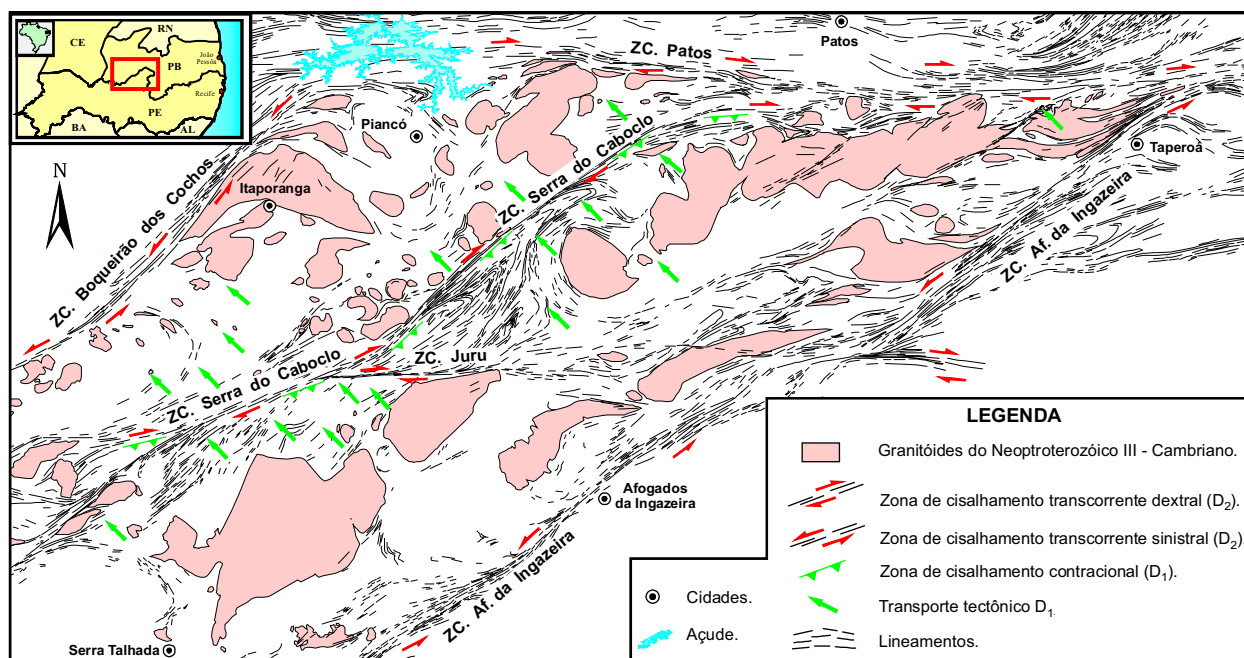 CE
RN
PB
João
Pessôa
Recife
PE
BA
AL
Patos
ZC. Patos
Piancó
ZC. Serra do Caboclo
Taperoà
N
Itaporanga
ZC. Boqueirão dos Cochos
ZC. Af. da Ingazeira
ZC. Juru
ZC. Serra do Caboclo
Afogados
da Ingazeira
ZC. Af. da Ingazeira
Serra Talhada
LEGENDA
Granitóides do Neoptroterozóico III - Cambriano.
Zona de cisalhamento transcorrente dextral (D2).
Zona de cisalhamento transcorrente sinistral (D2)
Zona de cisalhamento contracional (D1).
Transporte tectônico D1.
Lineamentos.
Cidades.
Açude.